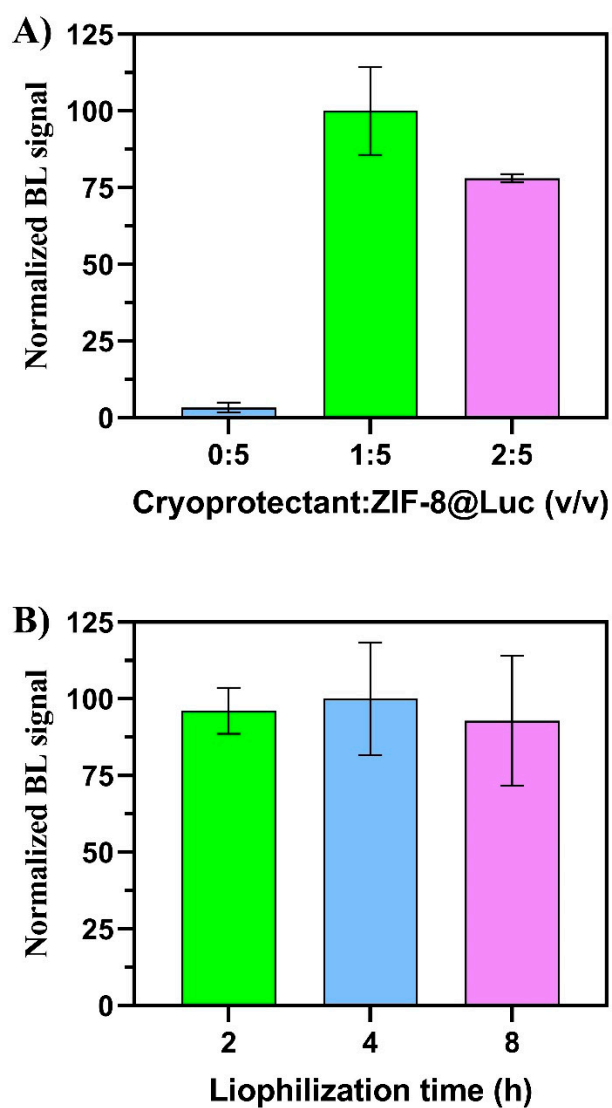 A)
Normalized BL signal
125
100
75
50
25
0
0:5 1:5 2:5
Cryoprotectant:ZIF-8@Luc (v/v)
B)
Normalized BL signal
125
100
75
50
25
0
2 4 8
Liophilization time (h)